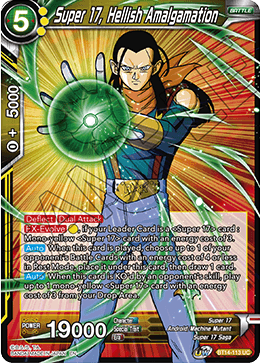 5
Super 17, Hellish Amalgamation
BATTLE
0 + 5000
Deflect Dual Attack
EX-Evolve if your Leader Card is a <Super 17> card :
Mono-yellow <Super 17> card with an energy cost of 3.
Auto When this card is played, choose up to 1 of your
opponent's Battle Cards with an energy cost of 4 or less
in Rest Mode, place it under this card, then draw 1 card.
Auto When this card is KO'd by an opponent's skill, play
up to 1 mono-yellow <Super 17> card with an energy cost
of 3 from your Drop Area.
POWER
19000
Character
Super 17
Special Trait
Android/Machine Mutant
Era
Super 17 Saga
BT14-113 UC